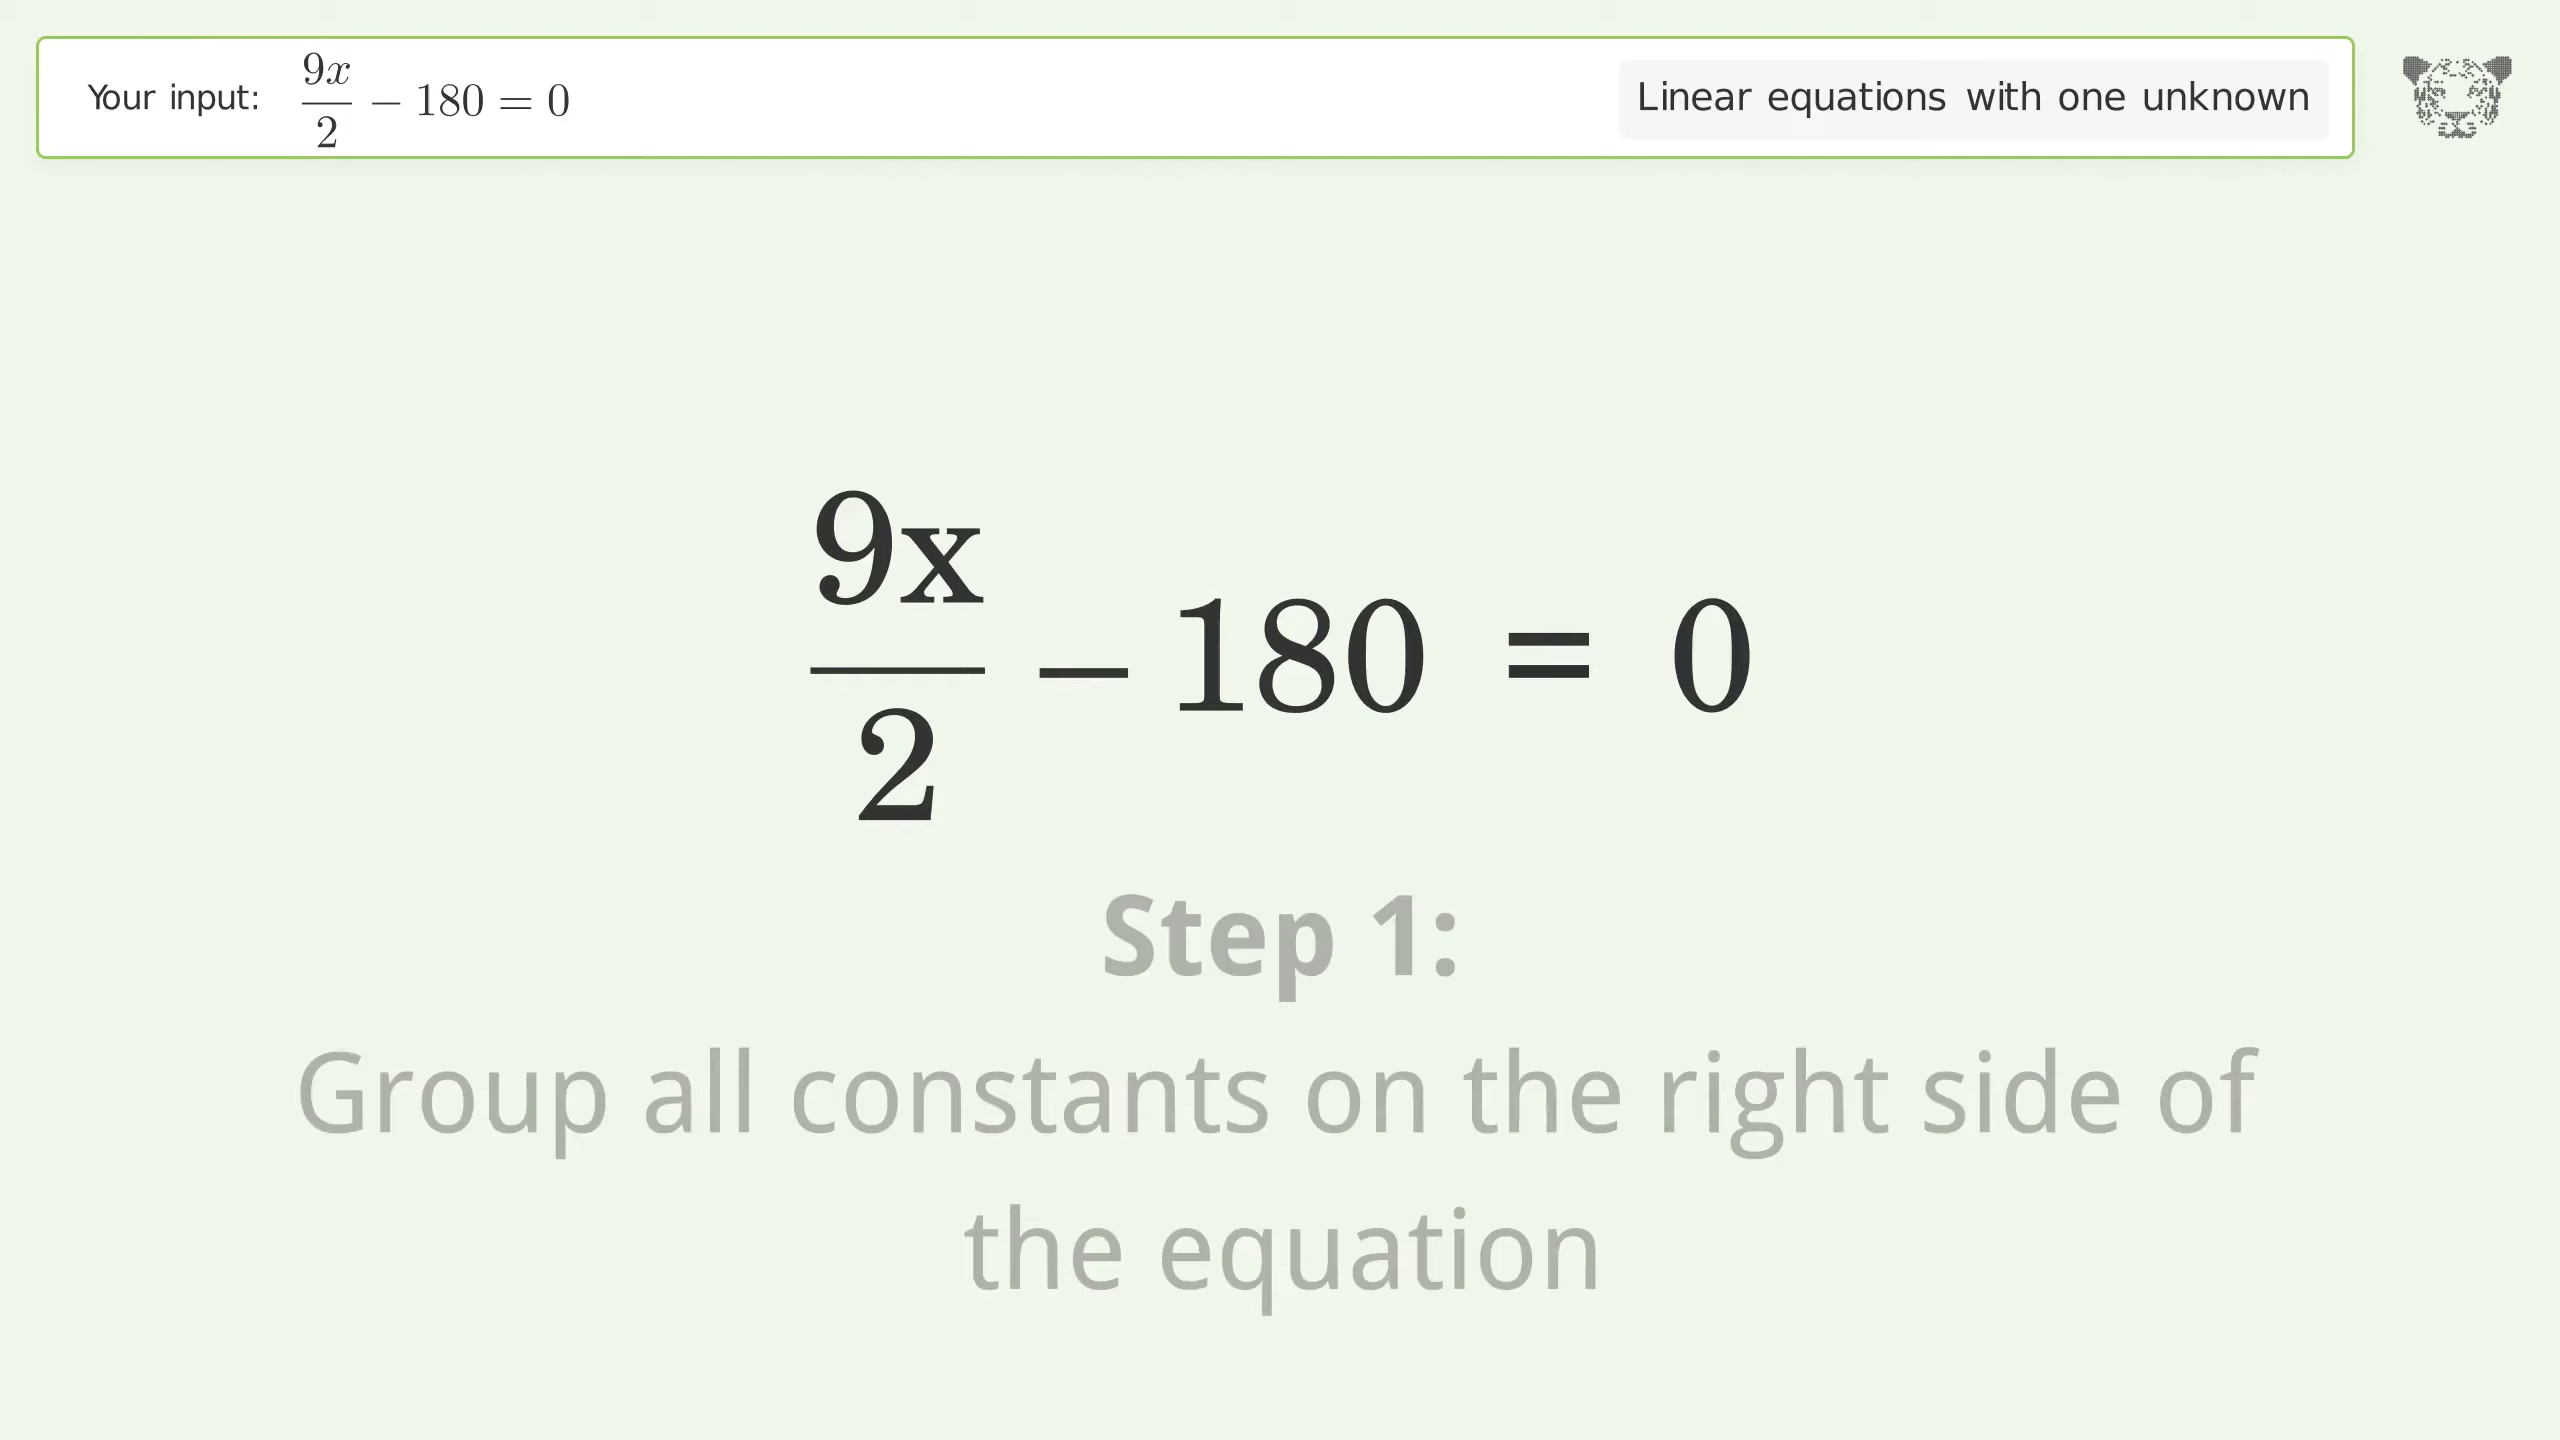 Your input: 9x/2 − 180 = 0
Linear equations with one unknown
9x/2 − 180 = 0
Step 1:
Group all constants on the right side of
the equation